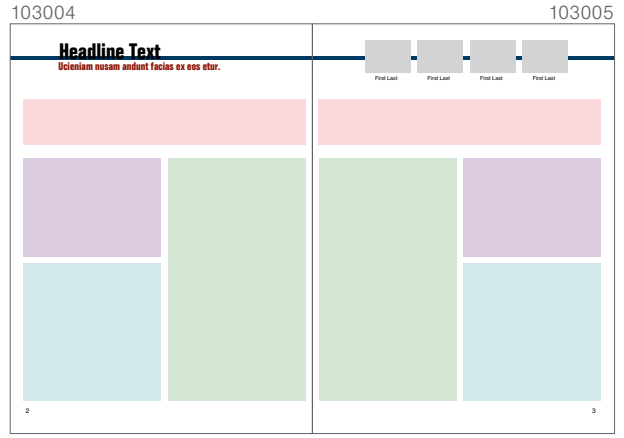 103004
103005
Headline Text
Ucieniam nusam andunt facias ex eos etur.
First Last
First Last
First Last
First Last
2
3